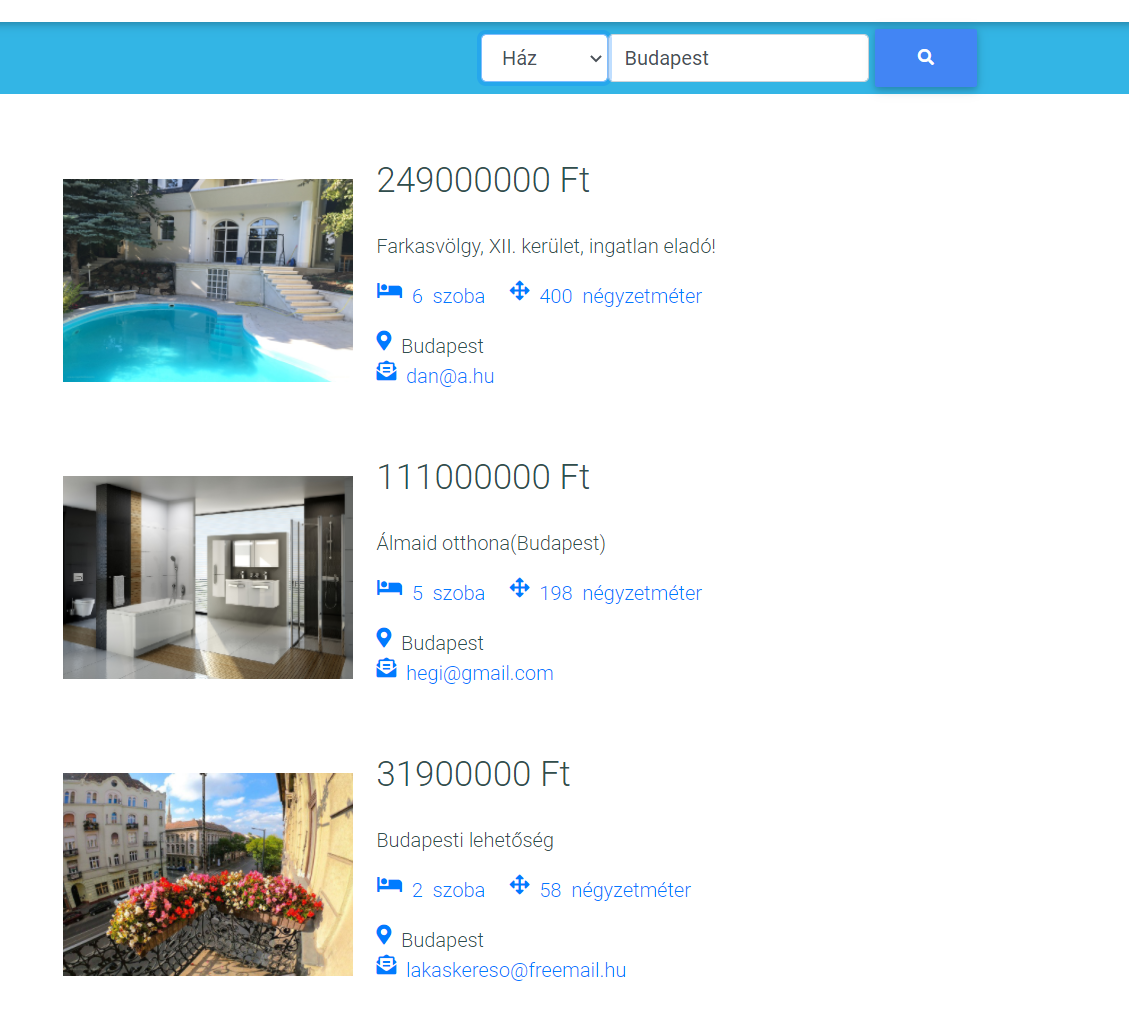 Ház
Budapest
249000000 Ft
Farkasvölgy, XII. kerület, ingatlan eladó!
6 szoba 400 négyzetméter
Budapest
dan@a.hu
111000000 Ft
Álmaid otthona(Budapest)
5 szoba 198 négyzetméter
Budapest
hegi@gmail.com
31900000 Ft
Budapesti lehetőség
2 szoba 58 négyzetméter
Budapest
lakaskereso@freemail.hu